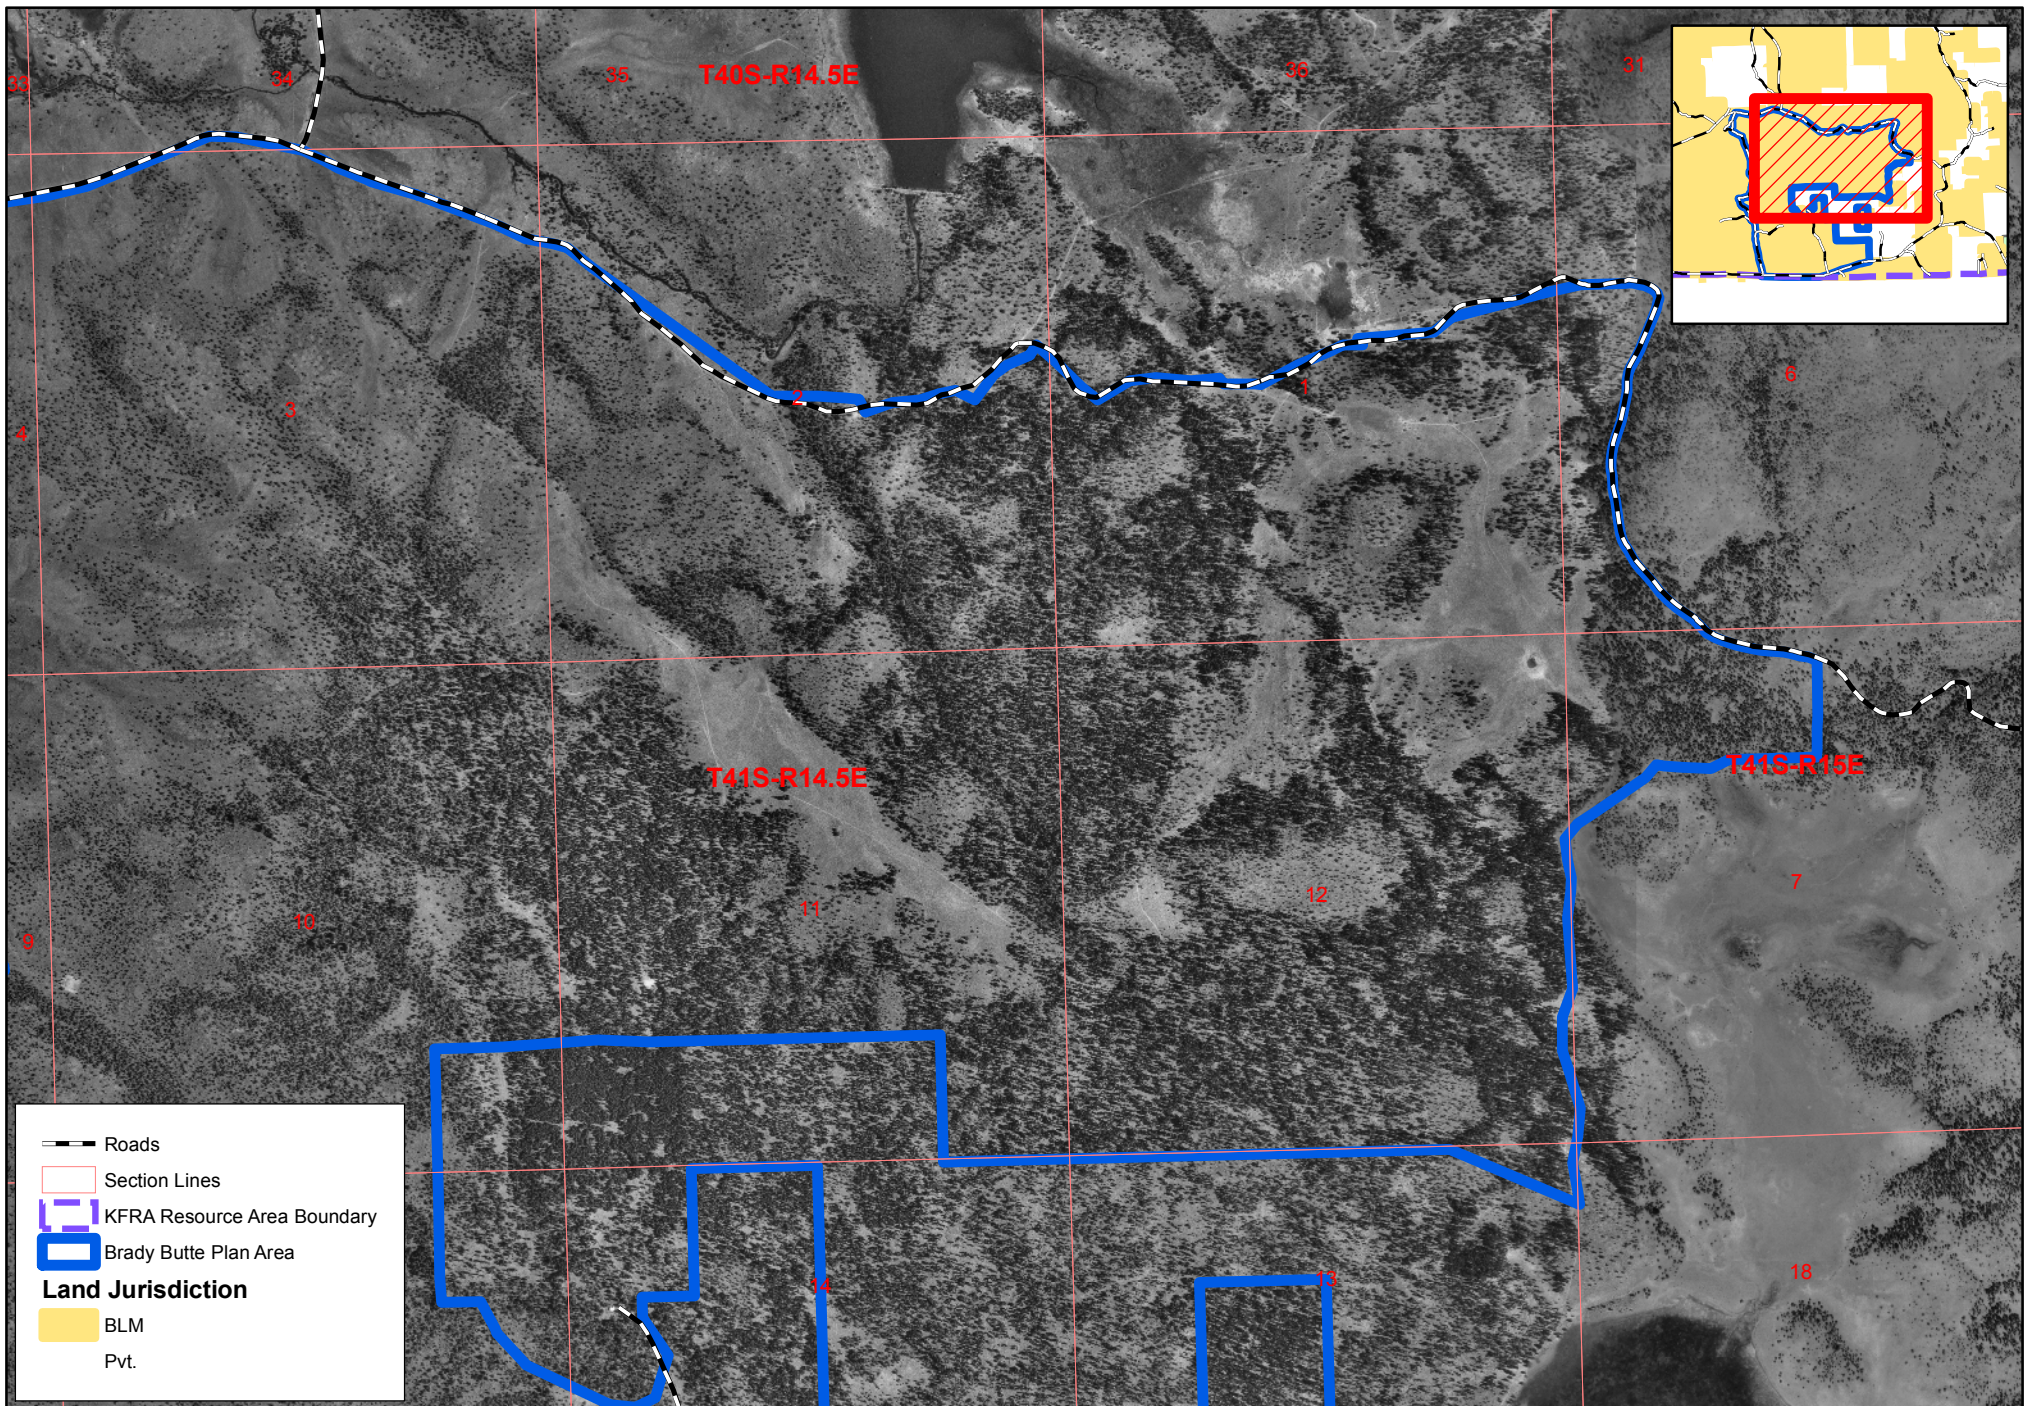 33
34
35
T40S-R14.5E
36
31
4
3
2
1
6
T41S-R14.5E
T41S-R15E
9
10
11
12
7
14
13
18
Roads
Section Lines
KFRA Resource Area Boundary
Brady Butte Plan Area
Land Jurisdiction
BLM
Pvt.